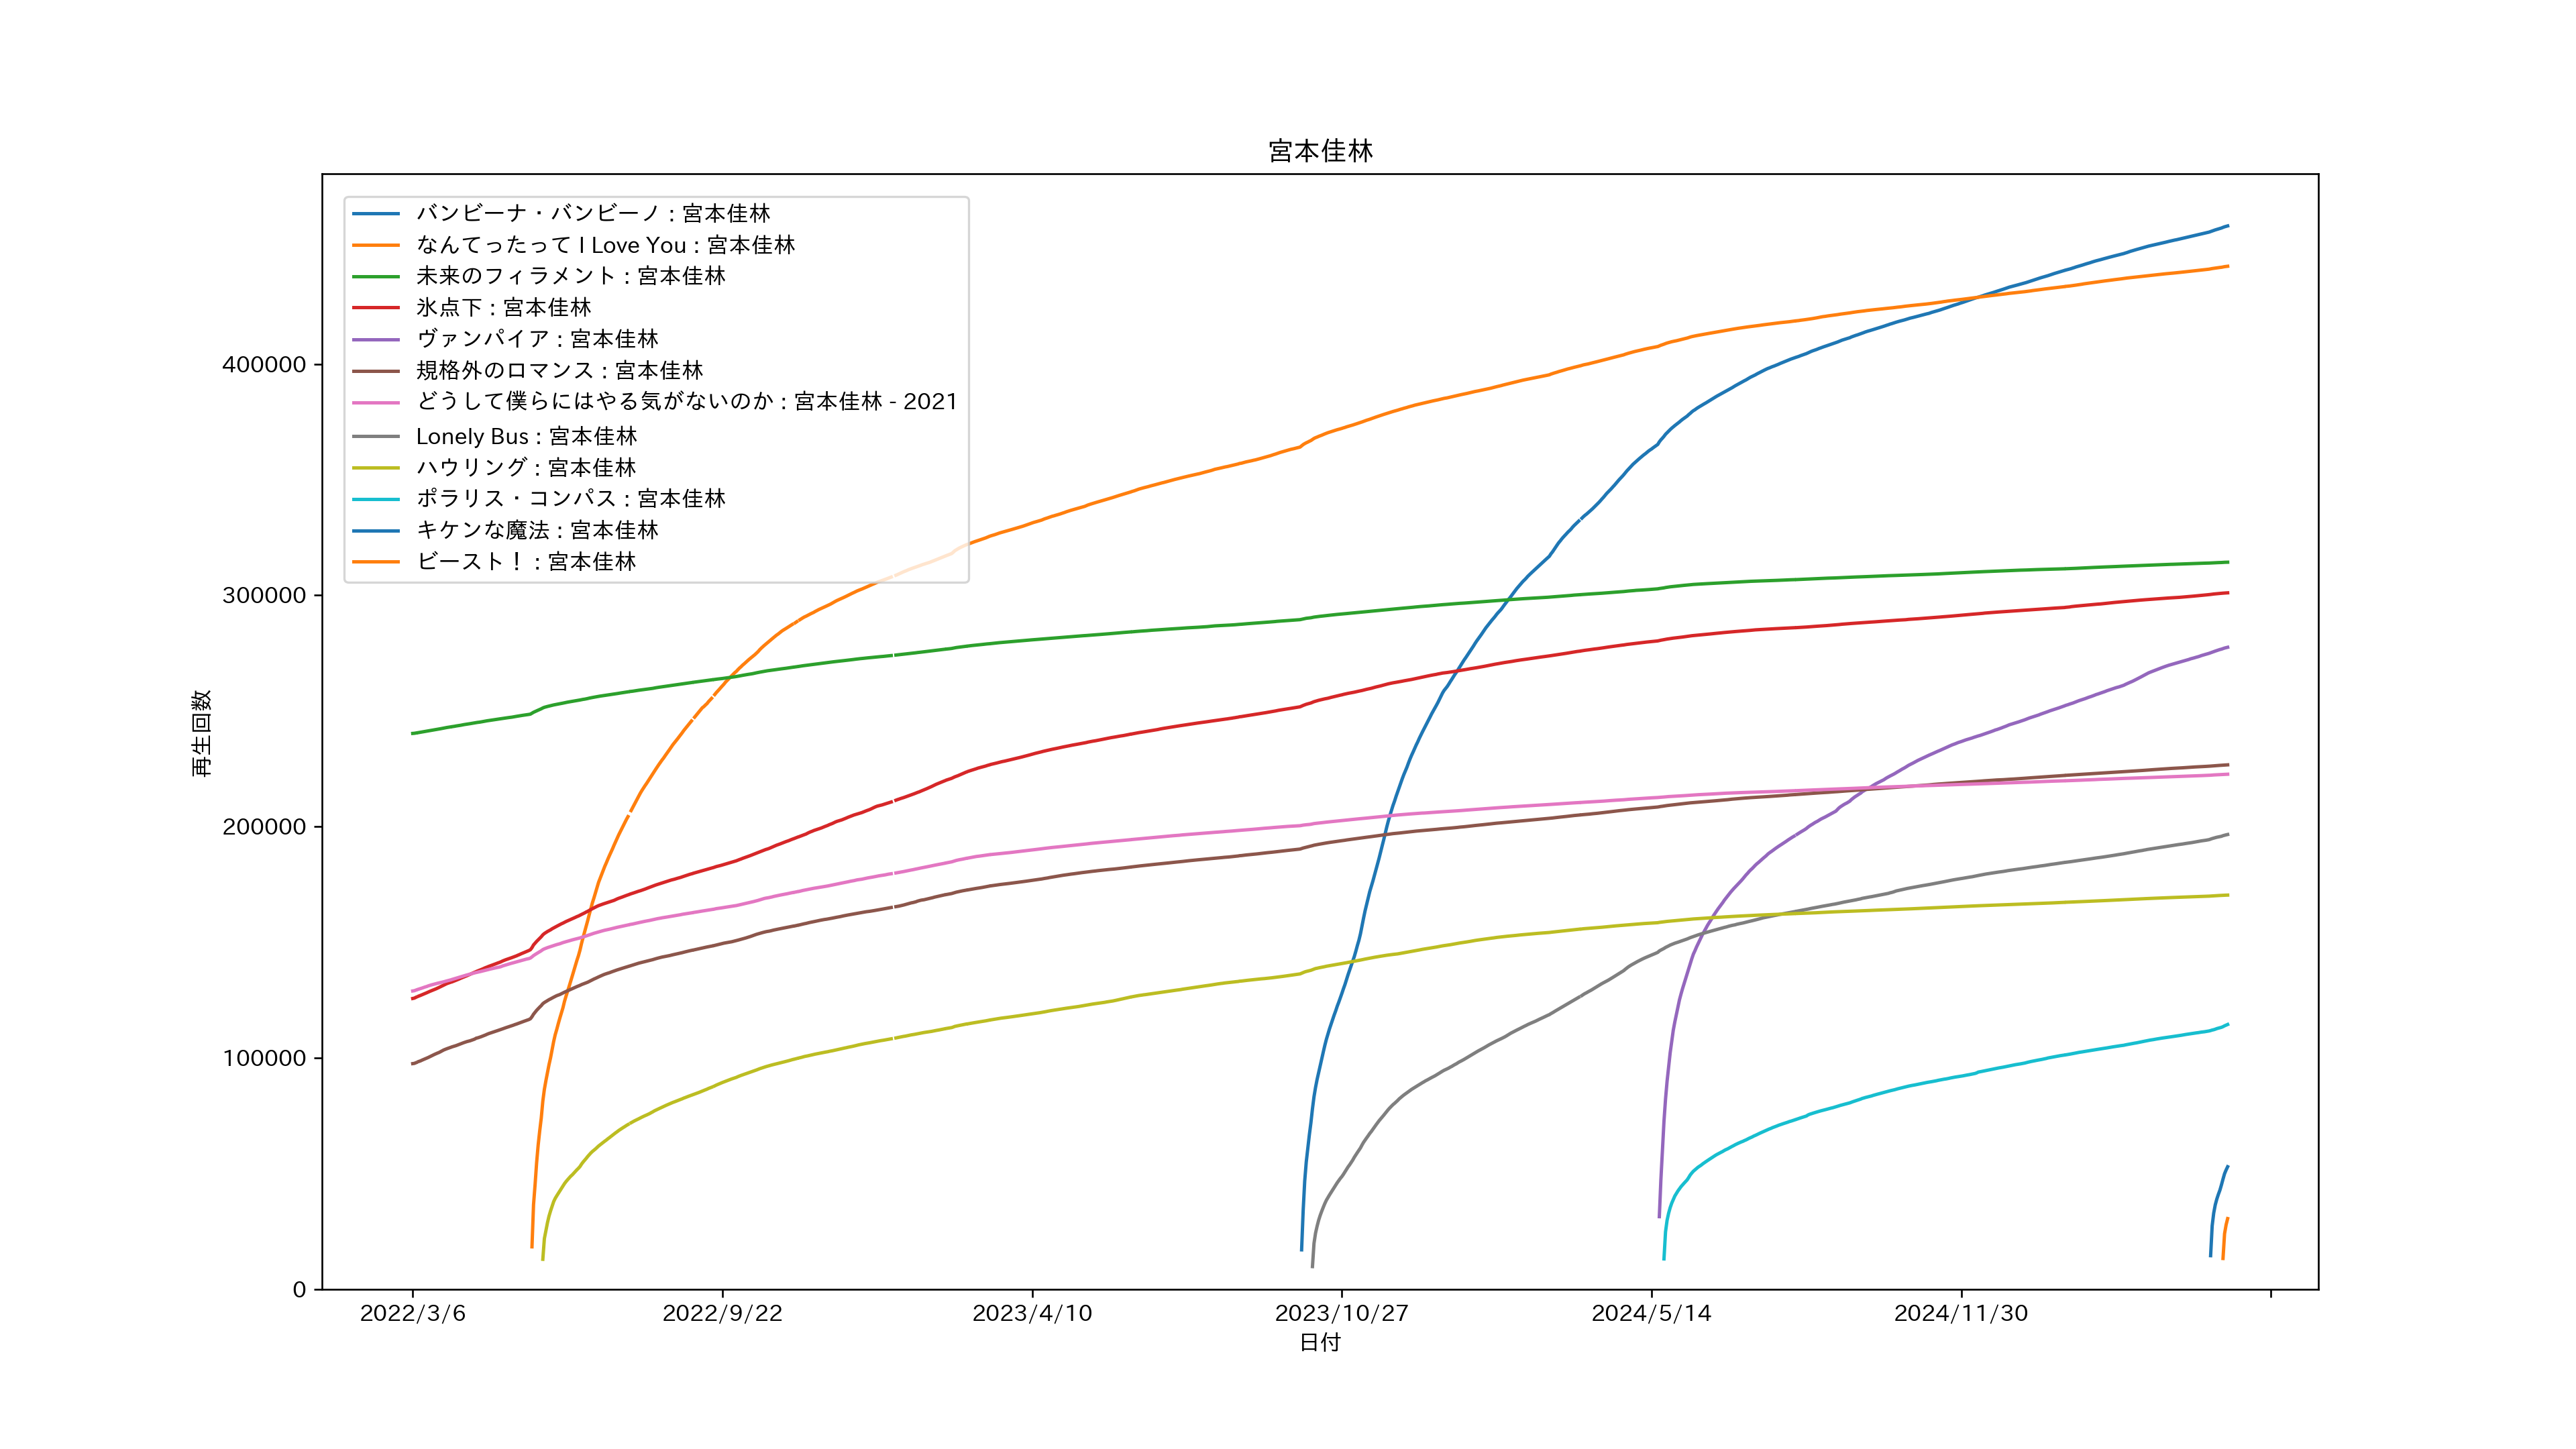 宮本佳林
バンビーナ・バンビーノ : 宮本佳林
なんてったって I Love You : 宮本佳林
未来のフィラメント : 宮本佳林
氷点下 : 宮本佳林
ヴァンパイア : 宮本佳林
規格外のロマンス : 宮本佳林
どうして僕らにはやる気がないのか : 宮本佳林 - 2021
Lonely Bus : 宮本佳林
ハウリング : 宮本佳林
ポラリス・コンパス : 宮本佳林
キケンな魔法 : 宮本佳林
ビースト！ : 宮本佳林
400000
300000
200000
100000
0
再生回数
2022/3/6 2022/9/22 2023/4/10 2023/10/27 2024/5/14 2024/11/30
日付